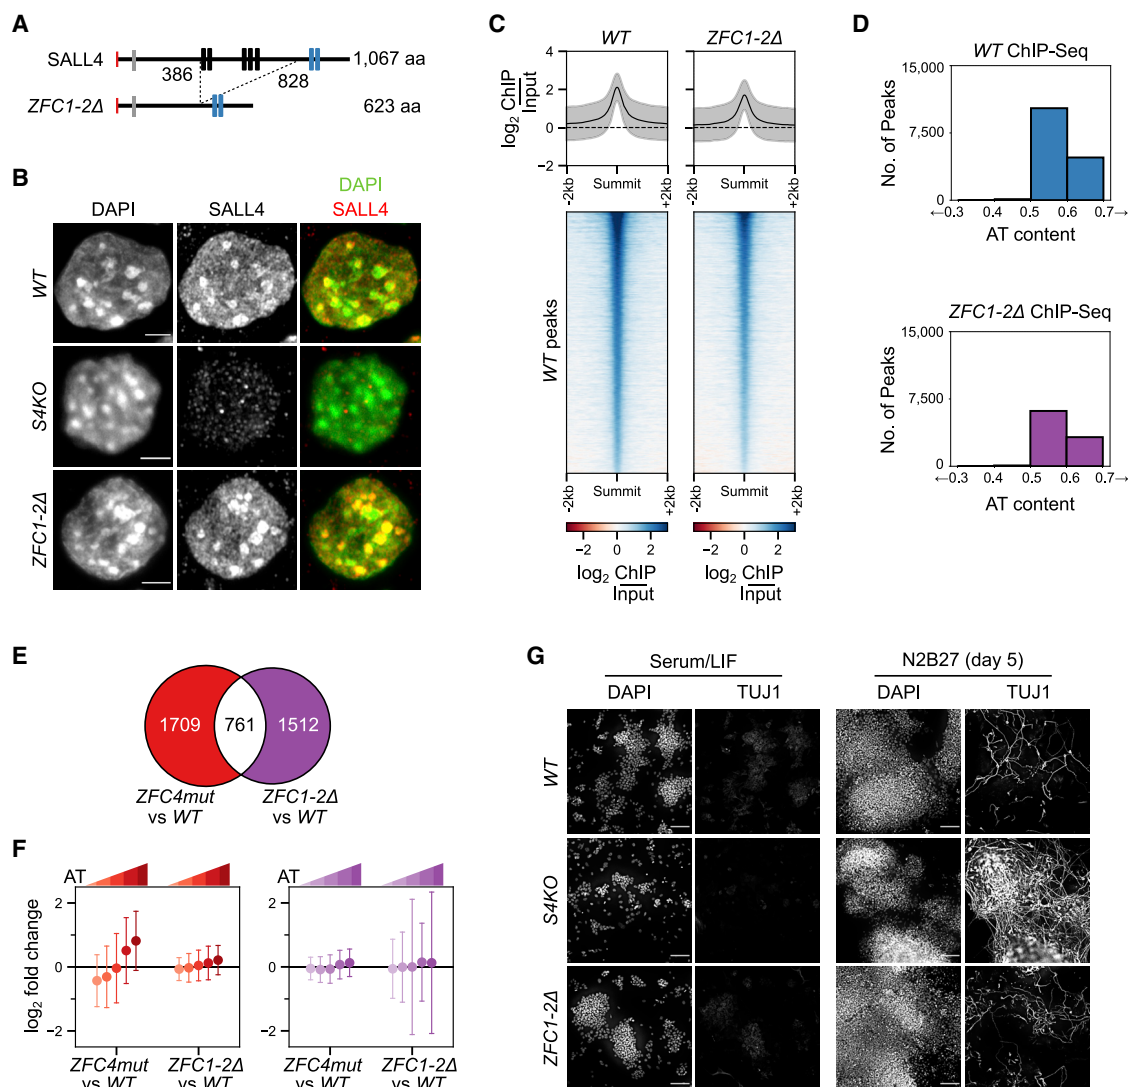 A
SALL4
1,067 aa
386
828
ZFC1-2Δ
623 aa
B
DAPI
SALL4
DAPI
SALL4
WT
S4KO
ZFC1-2Δ
C
WT
ZFC1-2Δ
log2 ChIP
Input
4
2
0
−2
-2kb
Summit
+2kb
-2kb
Summit
+2kb
WT peaks
-2kb
Summit
+2kb
-2kb
Summit
+2kb
−2 0 2
−2 0 2
log2 ChIP
Input
log2 ChIP
Input
D
WT ChIP-Seq
15,000
7,500
0
No. of Peaks
←0.3 0.4 0.5 0.6 0.7→
AT content
ZFC1-2Δ ChIP-Seq
15,000
7,500
0
No. of Peaks
←0.3 0.4 0.5 0.6 0.7→
AT content
E
1709
761
1512
ZFC4mut
vs WT
ZFC1-2Δ
vs WT
F
AT
AT
log2 fold change
2
0
−2
2
0
−2
ZFC4mut
vs WT
ZFC1-2Δ
vs WT
ZFC4mut
vs WT
ZFC1-2Δ
vs WT
G
Serum/LIF
N2B27 (day 5)
DAPI
TUJ1
DAPI
TUJ1
WT
S4KO
ZFC1-2Δ